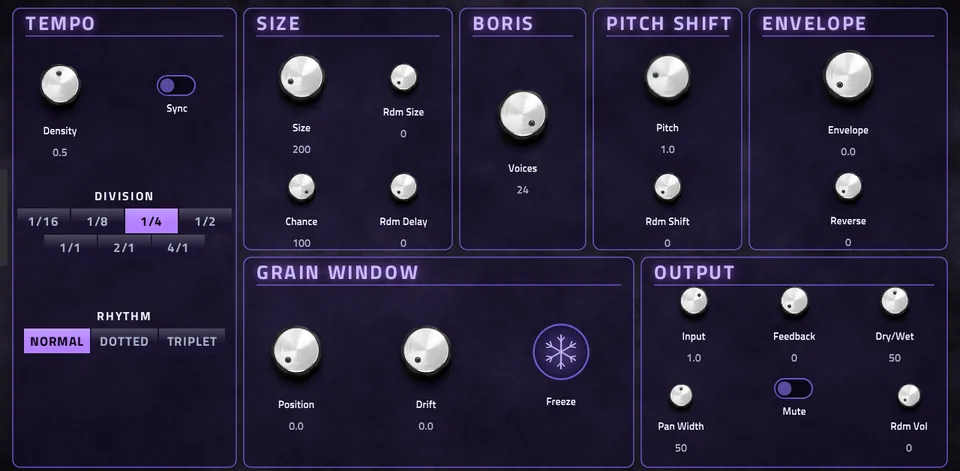 TEMPO
Density
0.5
Sync
DIVISION
1/16 1/8 1/4 1/2
1/1 2/1 4/1
RHYTHM
NORMAL DOTTED TRIPLET
SIZE
Size
200
Rdm Size
0
Chance
100
Rdm Delay
0
BORIS
Voices
24
PITCH SHIFT
Pitch
1.0
Rdm Shift
0
ENVELOPE
Envelope
0.0
Reverse
0
GRAIN WINDOW
Position
0.0
Drift
0.0
Freeze
OUTPUT
Input
1.0
Feedback
0
Dry/Wet
50
Pan Width
50
Mute
Rdm Vol
0